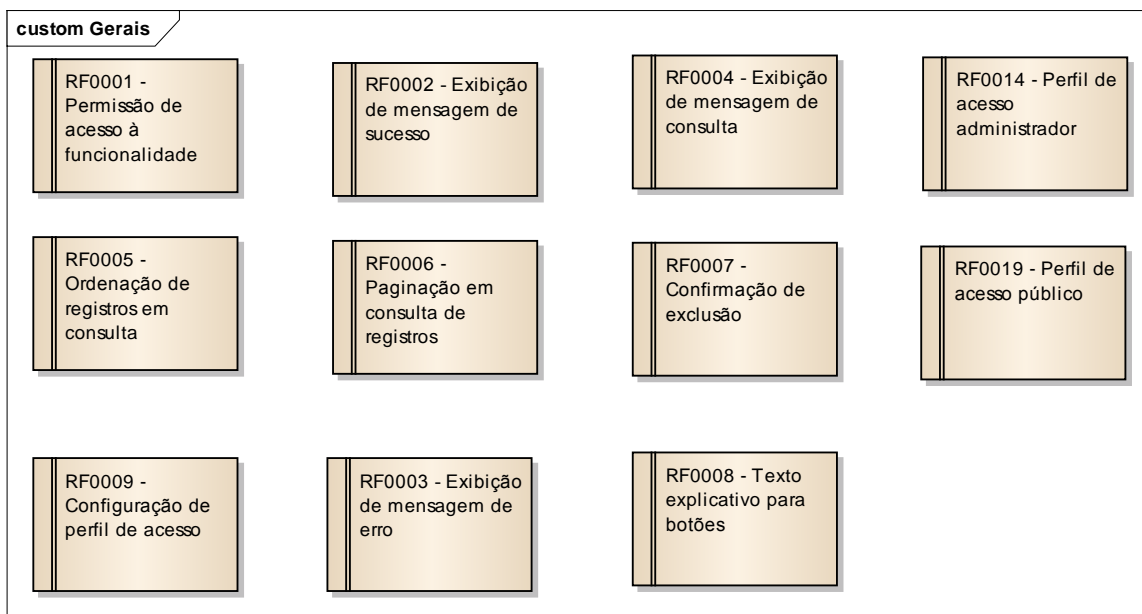 custom Gerais
RF0001 -
Permissão de
acesso à
funcionalidade
RF0002 - Exibição
de mensagem de
sucesso
RF0004 - Exibição
de mensagem de
consulta
RF0014 - Perfil de
acesso
administrador
RF0005 -
Ordenação de
registros em
consulta
RF0006 -
Paginação em
consulta de
registros
RF0007 -
Confirmação de
exclusão
RF0019 - Perfil de
acesso público
RF0009 -
Configuração de
perfil de acesso
RF0003 - Exibição
de mensagem de
erro
RF0008 - Texto
explicativo para
botões